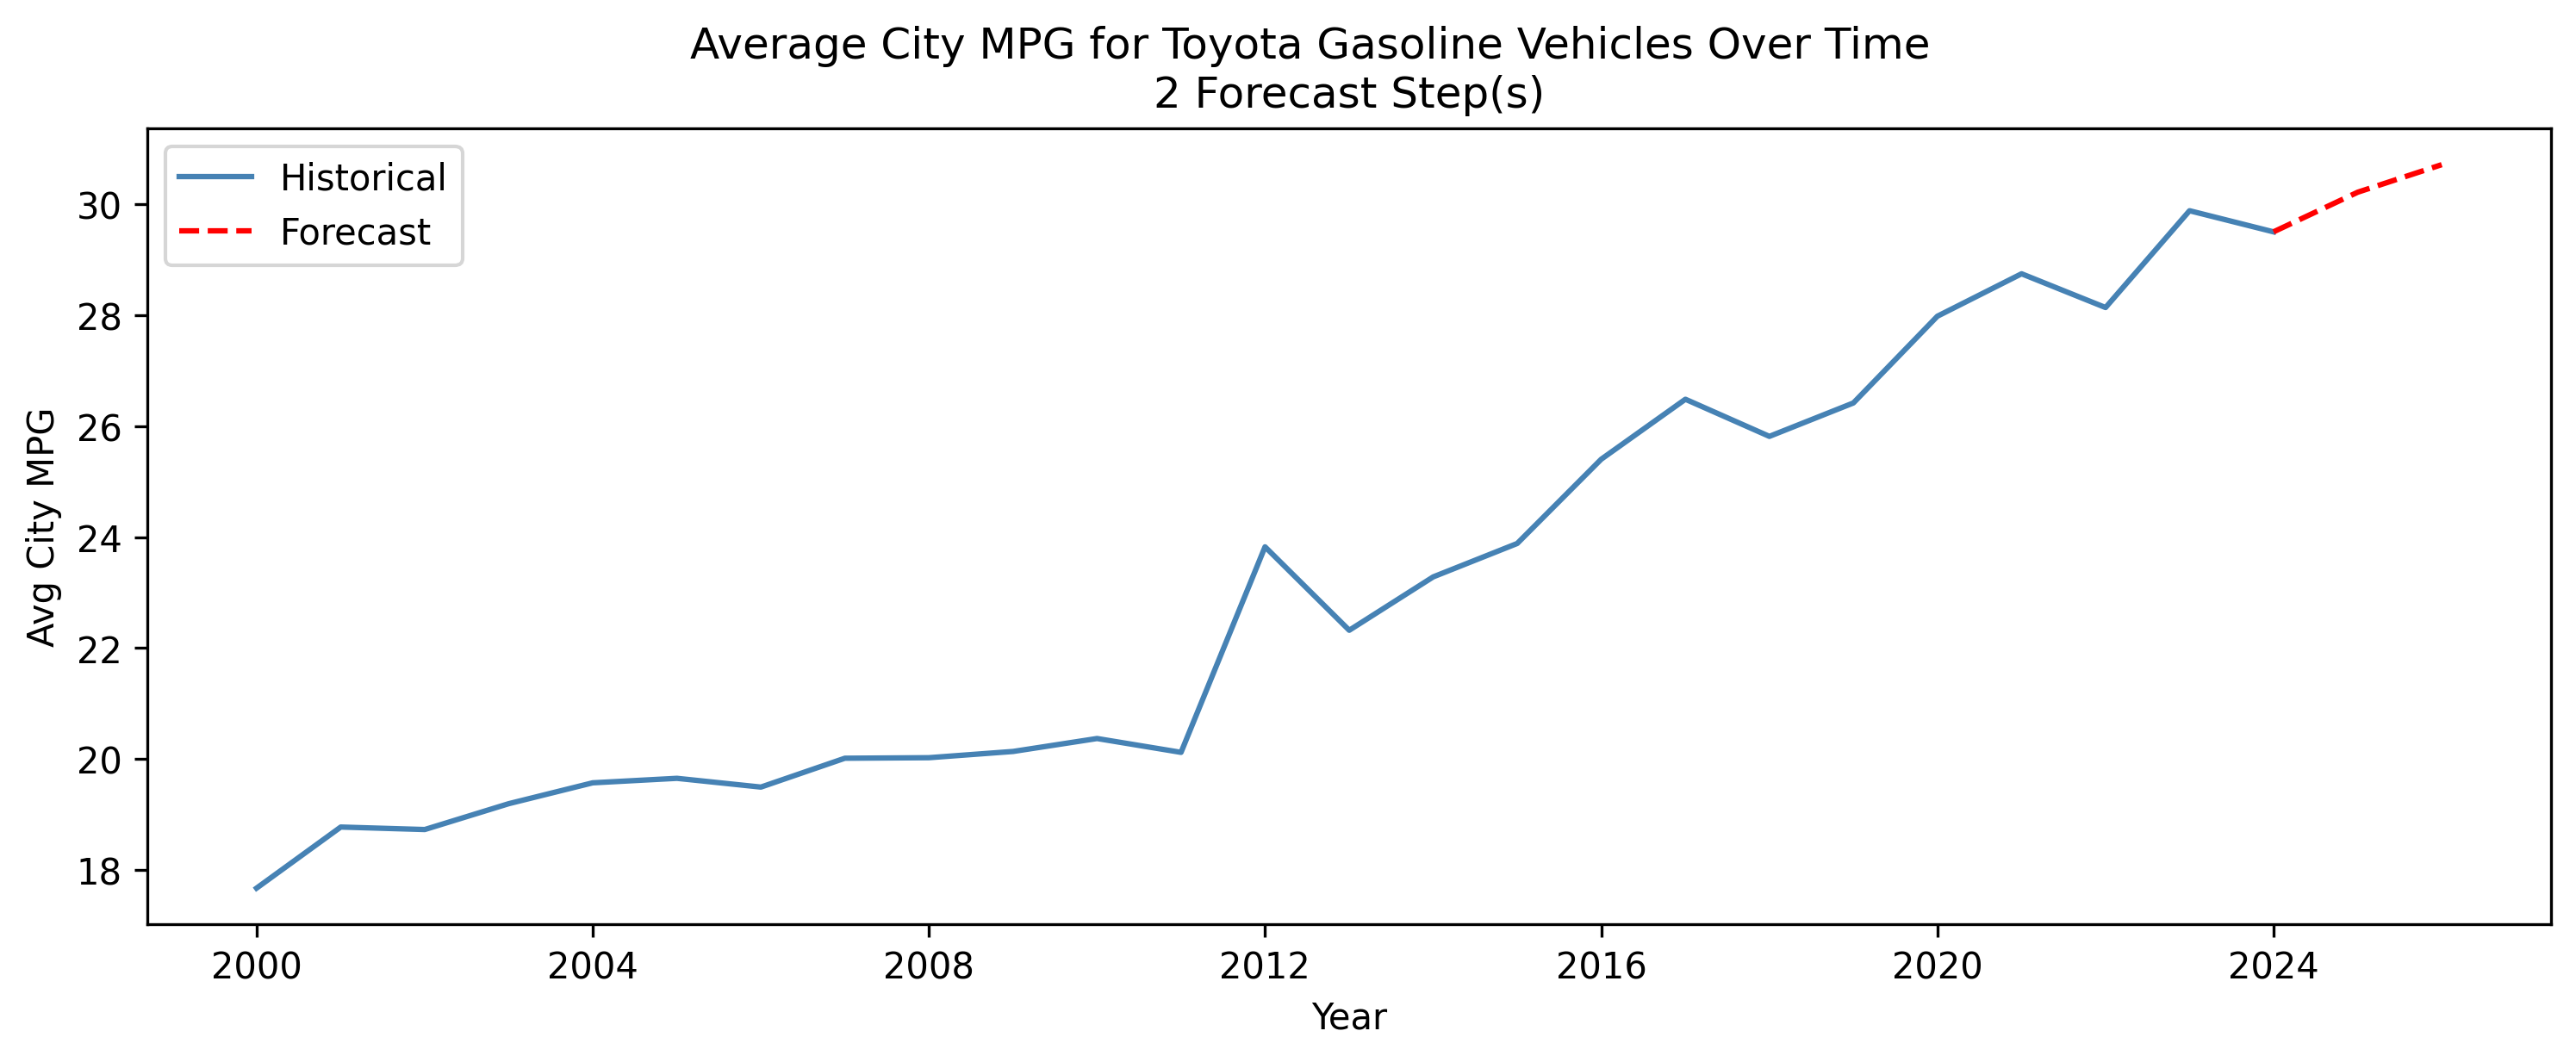 Average City MPG for Toyota Gasoline Vehicles Over Time
2 Forecast Step(s)
Historical
Forecast
Avg City MPG
30
28
26
24
22
20
18
2000
2004
2008
2012
2016
2020
2024
Year